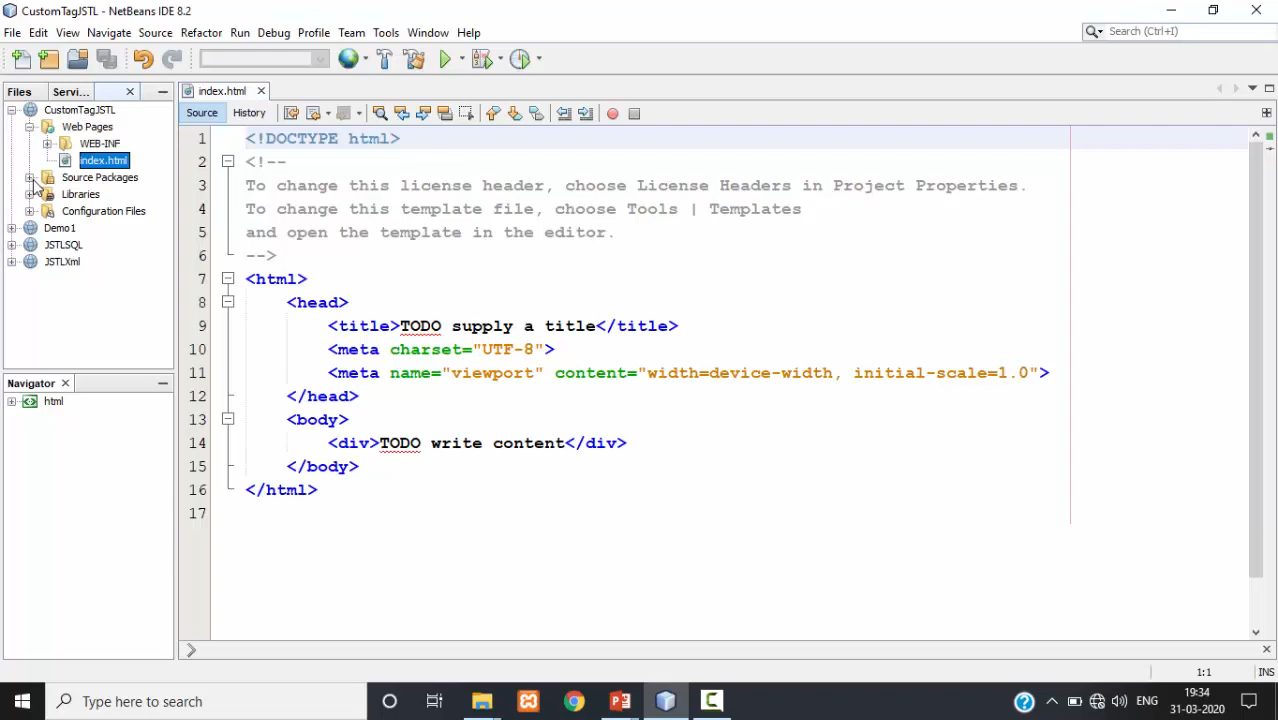 CustomTagJSTL - NetBeans IDE 8.2
File Edit View Navigate Source Refactor Run Debug Profile Team Tools Window Help
Search (Ctrl+I)
Files Servi...
index.html
CustomTagJSTL
Web Pages
WEB-INF
index.html
Source Packages
Libraries
Configuration Files
Demo1
JSTLSQL
JSTLXml
Navigator
html
Source History
1 <!DOCTYPE html>
2 <!--
3 To change this license header, choose License Headers in Project Properties.
4 To change this template file, choose Tools | Templates
5 and open the template in the editor.
6 -->
7 <html>
8 <head>
9 <title>TODO supply a title</title>
10 <meta charset="UTF-8">
11 <meta name="viewport" content="width=device-width, initial-scale=1.0">
12 </head>
13 <body>
14 <div>TODO write content</div>
15 </body>
16 </html>
17
1:1 INS
Type here to search
ENG
19:34
31-03-2020